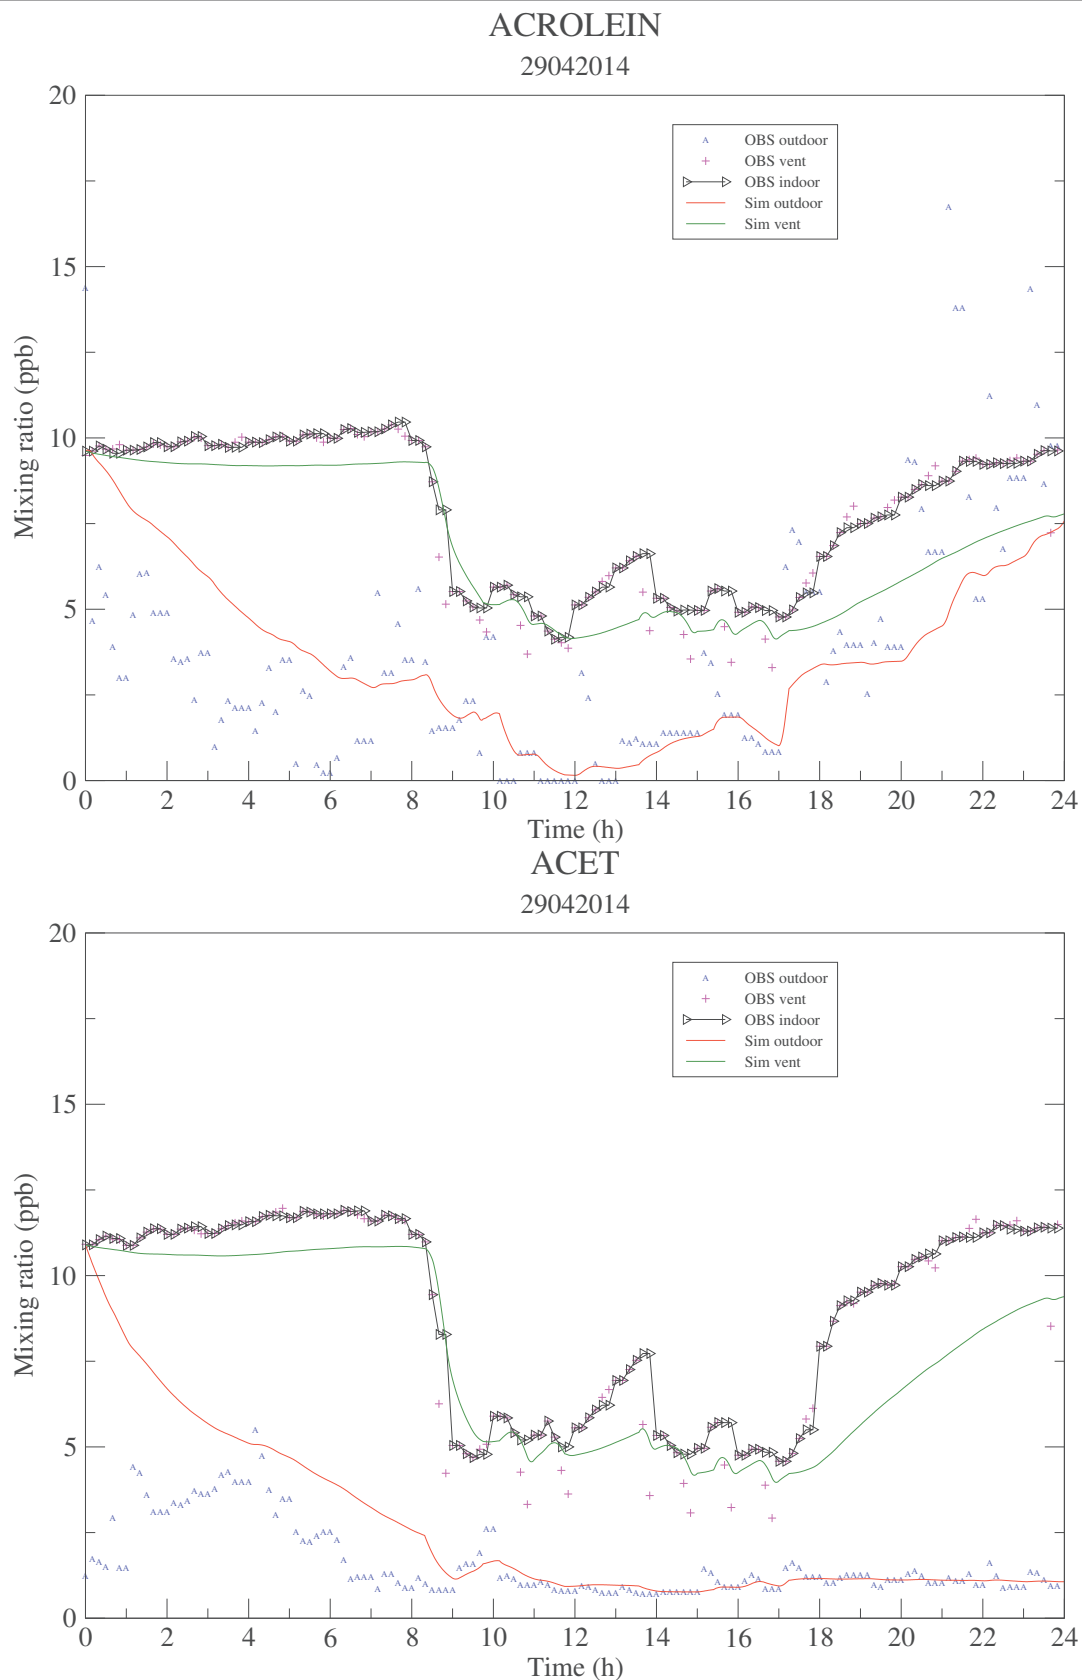 ACROLEIN
29042014
20
15
10
5
0
Mixing ratio (ppb)
A OBS outdoor
+ OBS vent
OBS indoor
Sim outdoor
Sim vent
0 2 4 6 8 10 12 14 16 18 20 22 24
Time (h)
ACET
29042014
20
15
10
5
0
Mixing ratio (ppb)
A OBS outdoor
+ OBS vent
OBS indoor
Sim outdoor
Sim vent
0 2 4 6 8 10 12 14 16 18 20 22 24
Time (h)